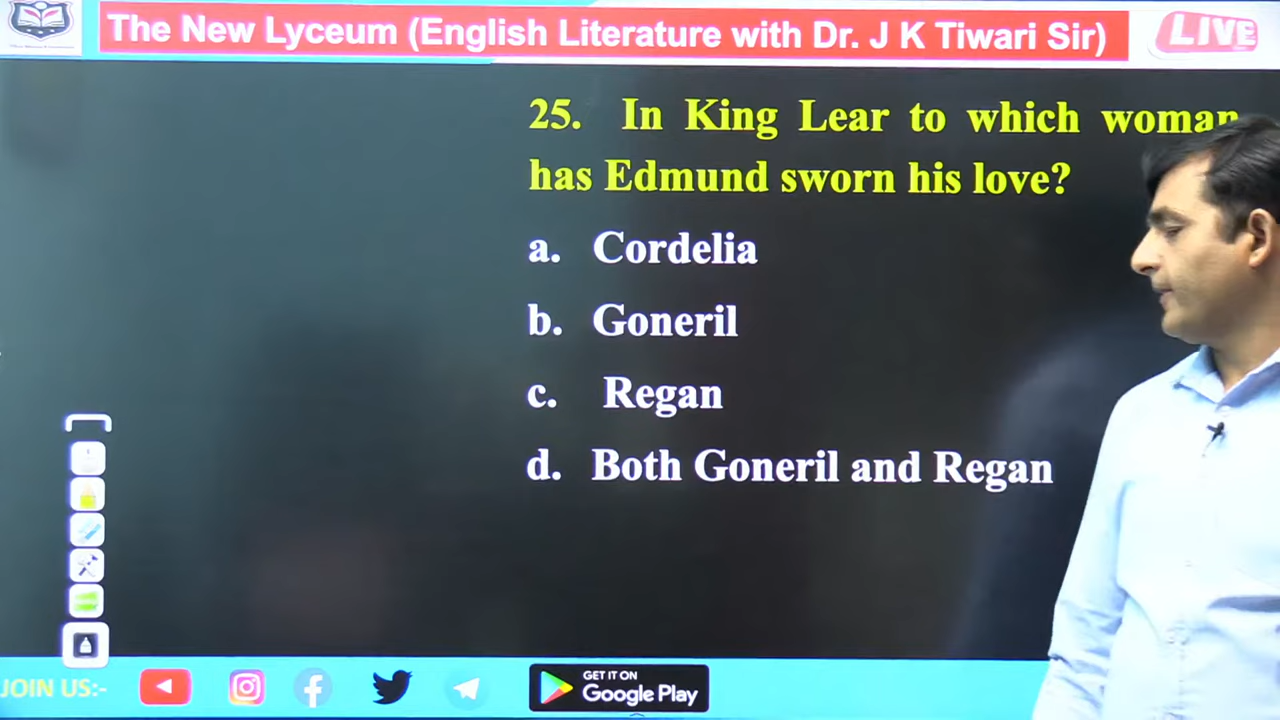 The New Lyceum (English Literature with Dr. J K Tiwari Sir)
LIVE
25. In King Lear to which woman
has Edmund sworn his love?
a. Cordelia
b. Goneril
c. Regan
d. Both Goneril and Regan
JOIN US:-
GET IT ON
Google Play